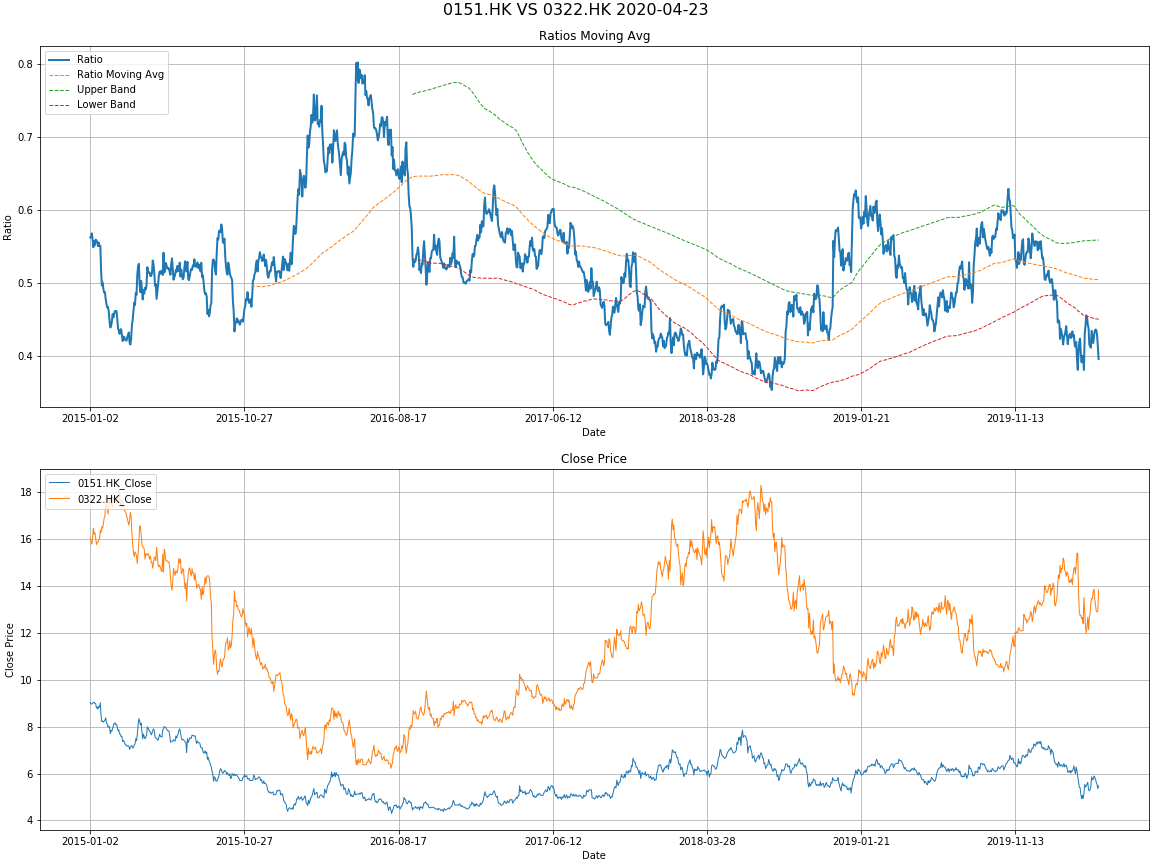 0151.HK VS 0322.HK 2020-04-23
Ratios Moving Avg
Ratio
Ratio Moving Avg
Upper Band
Lower Band
0.8
0.7
0.6
0.5
0.4
Ratio
2015-01-02 2015-10-27 2016-08-17 2017-06-12 2018-03-28 2019-01-21 2019-11-13
Date
Close Price
0151.HK_Close
0322.HK_Close
18
16
14
12
10
8
6
4
Close Price
2015-01-02 2015-10-27 2016-08-17 2017-06-12 2018-03-28 2019-01-21 2019-11-13
Date